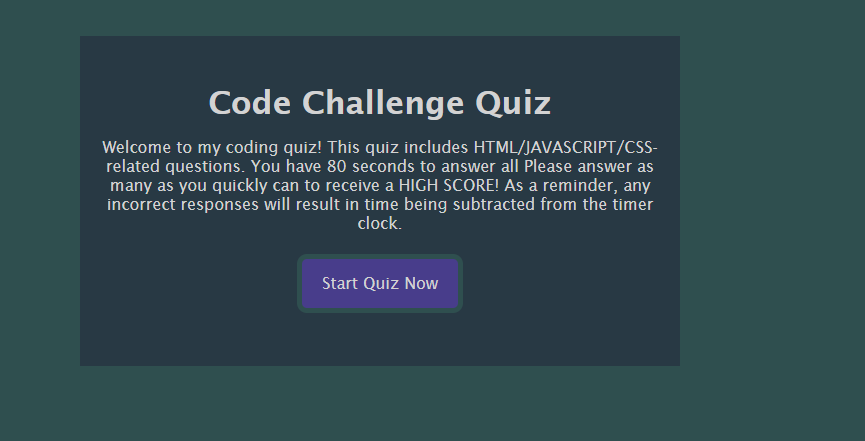 Code Challenge Quiz
Welcome to my coding quiz! This quiz includes HTML/JAVASCRIPT/CSS-
related questions. You have 80 seconds to answer all Please answer as
many as you quickly can to receive a HIGH SCORE! As a reminder, any
incorrect responses will result in time being subtracted from the timer
clock.
Start Quiz Now